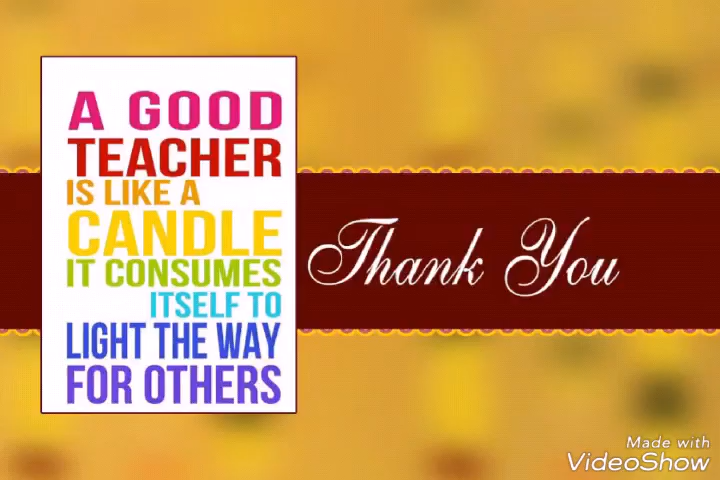 A GOOD
TEACHER
IS LIKE A
CANDLE
IT CONSUMES
ITSELF TO
LIGHT THE WAY
FOR OTHERS
Thank You
Made with
VideoShow